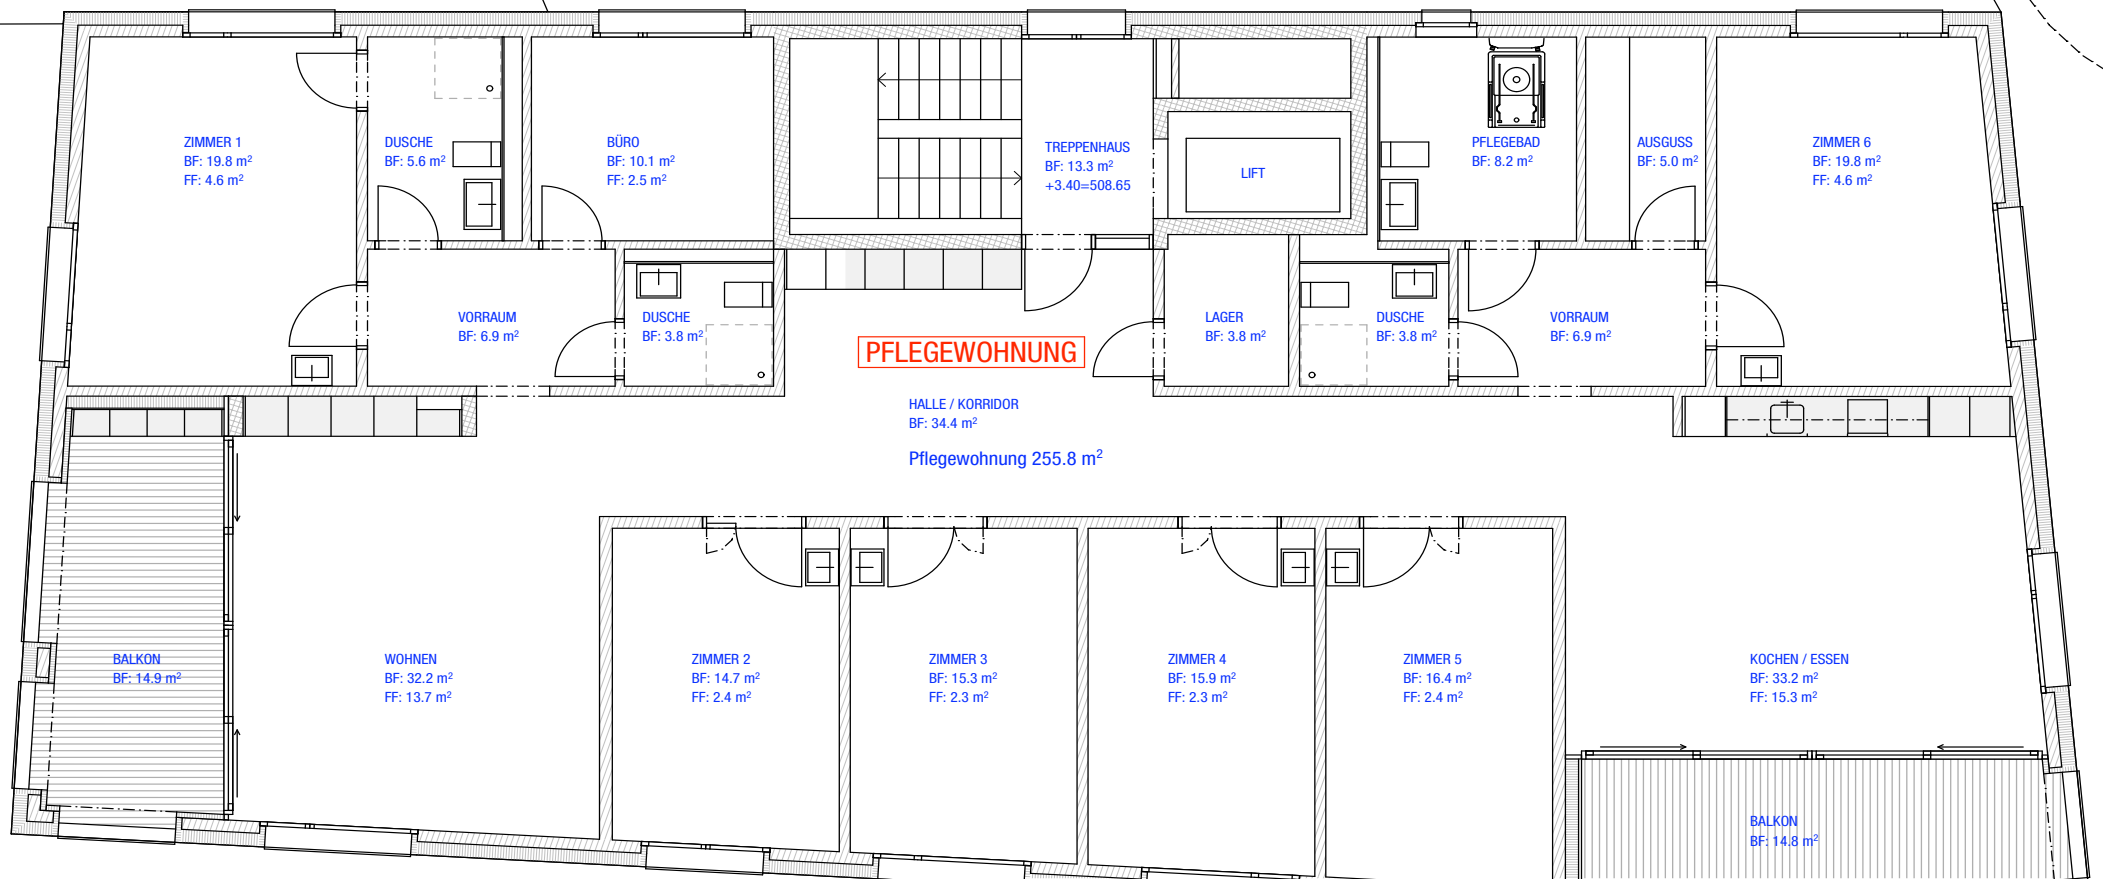 ZIMMER 1
BF: 19.8 m²
FF: 4.6 m²
DUSCHE
BF: 5.6 m²
BÜRO
BF: 10.1 m²
FF: 2.5 m²
TREPPENHAUS
BF: 13.3 m²
+3.40=508.65
LIFT
PFLEGEBAD
BF: 8.2 m²
AUSGUSS
BF: 5.0 m²
ZIMMER 6
BF: 19.8 m²
FF: 4.6 m²
VORRAUM
BF: 6.9 m²
DUSCHE
BF: 3.8 m²
PFLEGEWOHNUNG
LAGER
BF: 3.8 m²
DUSCHE
BF: 3.8 m²
VORRAUM
BF: 6.9 m²
HALLE / KORRIDOR
BF: 34.4 m²
Pflegewohnung 255.8 m²
BALKON
BF: 14.9 m²
WOHNEN
BF: 32.2 m²
FF: 13.7 m²
ZIMMER 2
BF: 14.7 m²
FF: 2.4 m²
ZIMMER 3
BF: 15.3 m²
FF: 2.3 m²
ZIMMER 4
BF: 15.9 m²
FF: 2.3 m²
ZIMMER 5
BF: 16.4 m²
FF: 2.4 m²
KOCHEN / ESSEN
BF: 33.2 m²
FF: 15.3 m²
BALKON
BF: 14.8 m²